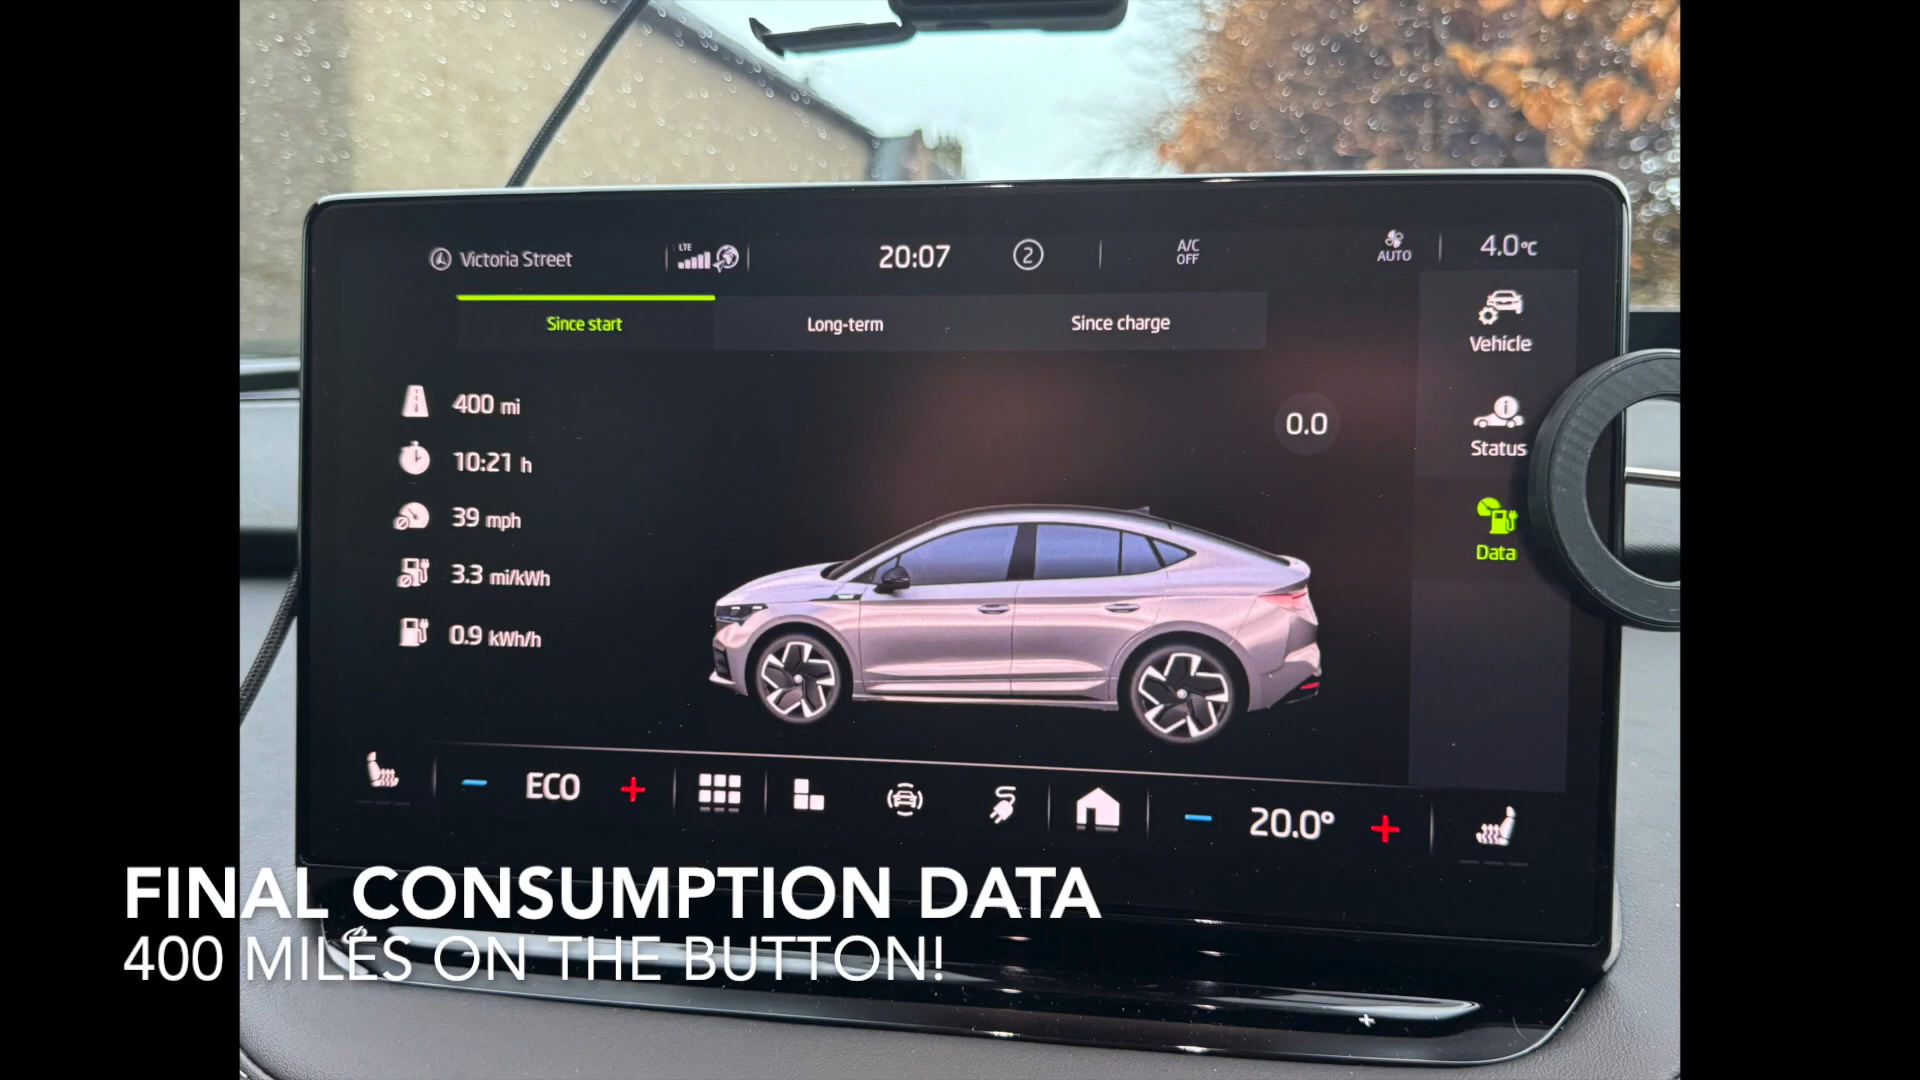 Victoria Street
LTE
20:07
2
A/C
OFF
AUTO
4.0°C
Since start
Long-term
Since charge
Vehicle
400 mi
0.0
Status
10:21 h
39 mph
Data
3.3 mi/kWh
0.9 kWh/h
ECO
20.0°
FINAL CONSUMPTION DATA
400 MILES ON THE BUTTON!